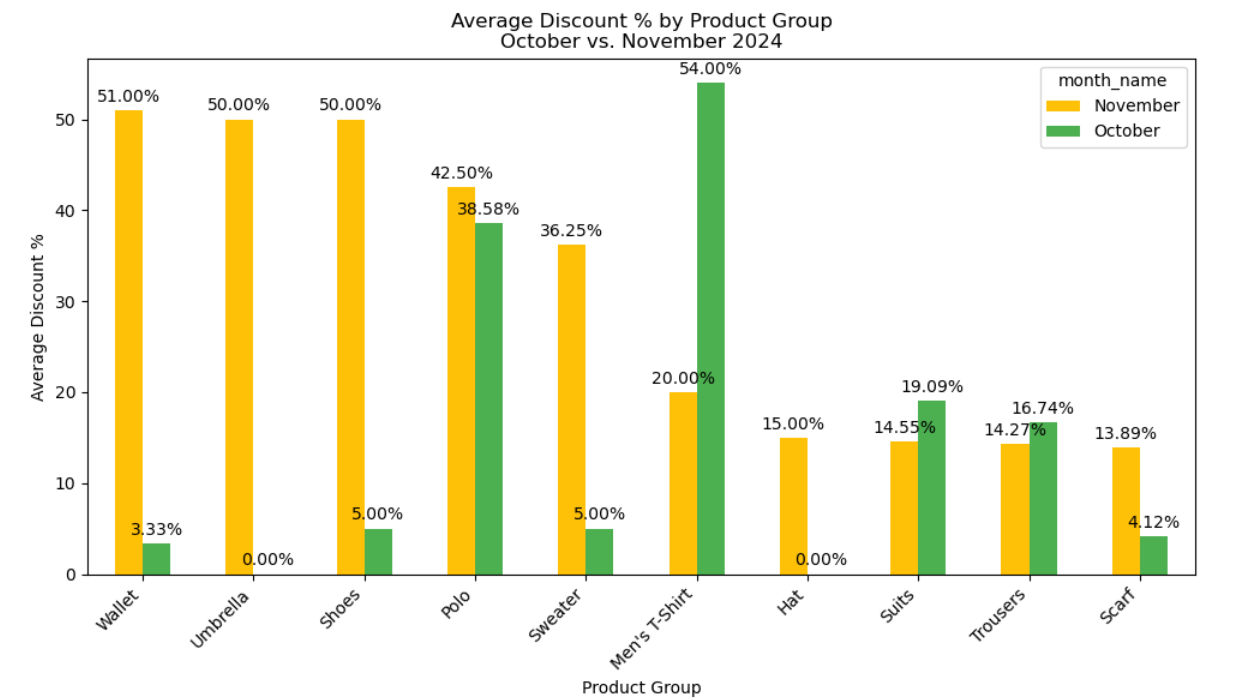 Average Discount % by Product Group
October vs. November 2024
month_name
November
October
Average Discount %
50
40
30
20
10
0
51.00%
3.33%
50.00%
0.00%
50.00%
5.00%
42.50%
38.58%
36.25%
5.00%
20.00%
54.00%
15.00%
0.00%
14.55%
19.09%
14.27%
16.74%
13.89%
4.12%
Wallet
Umbrella
Shoes
Polo
Sweater
Men's T-Shirt
Hat
Suits
Trousers
Scarf
Product Group